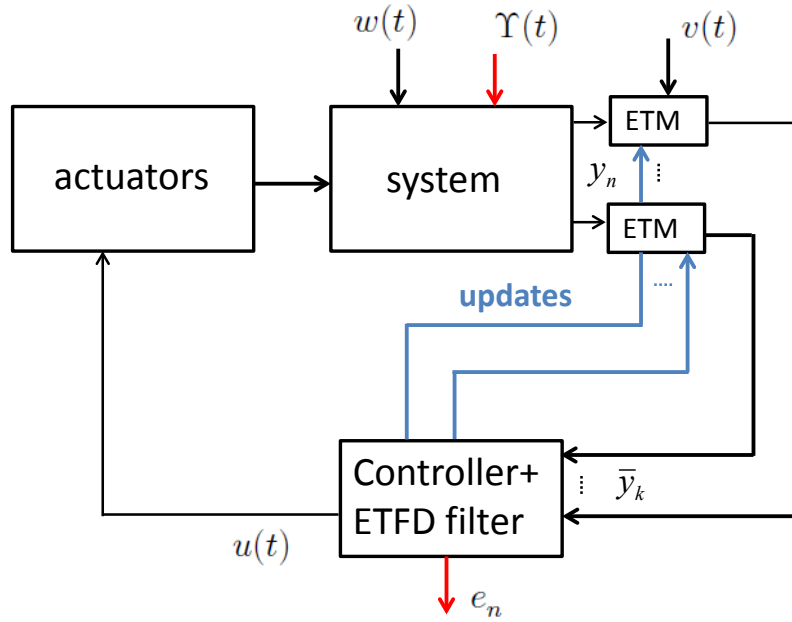 w(t)
Υ(t)
v(t)
actuators
system
ETM
y_n
ETM
updates
Controller+
ETFD filter
ȳ_k
u(t)
e_n